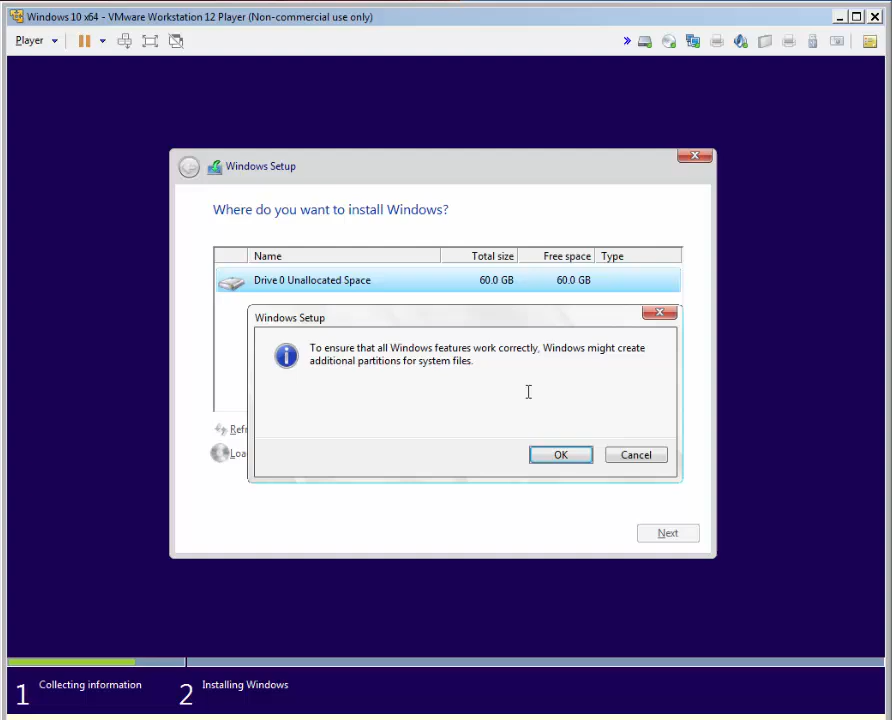 Windows 10 x64 - VMware Workstation 12 Player (Non-commercial use only)
Player
Windows Setup
Where do you want to install Windows?
Name Total size Free space Type
Drive 0 Unallocated Space 60.0 GB 60.0 GB
Windows Setup
To ensure that all Windows features work correctly, Windows might create
additional partitions for system files.
Refr
Loa
OK Cancel
Next
1 Collecting information 2 Installing Windows